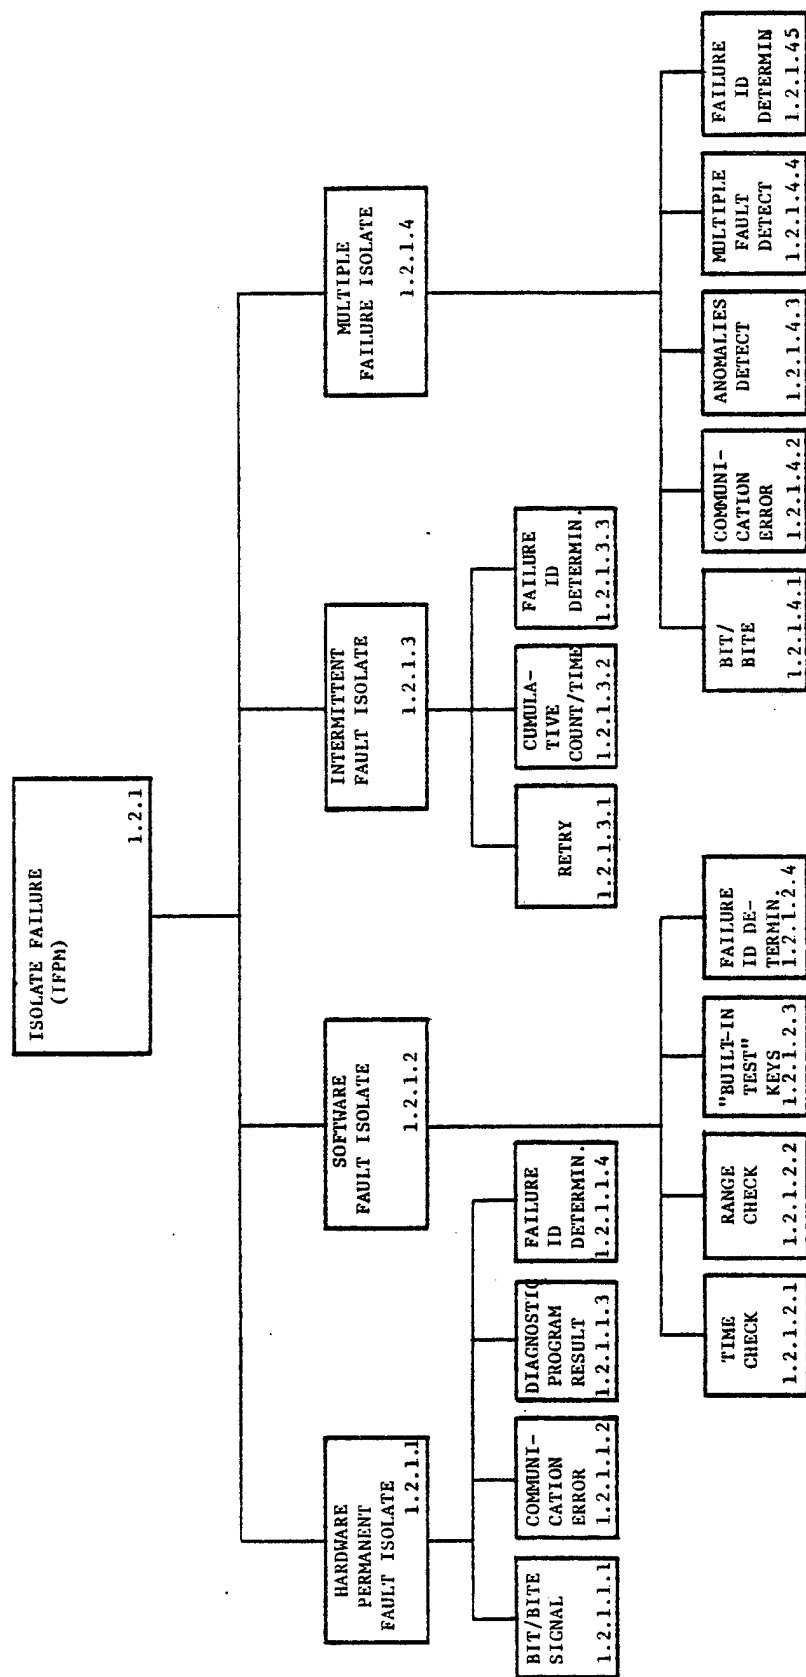 ISOLATE FAILURE
(IFPM)
1.2.1
HARDWARE
PERMANENT
FAULT ISOLATE
1.2.1.1
SOFTWARE
FAULT ISOLATE
1.2.1.2
INTERMITTENT
FAULT ISOLATE
1.2.1.3
MULTIPLE
FAILURE ISOLATE
1.2.1.4
BIT/BITE
SIGNAL
1.2.1.1.1
COMMUNI-
CATION
ERROR
1.2.1.1.2
DIAGNOSTIC
PROGRAM
RESULT
1.2.1.1.3
FAILURE
ID
DETERMIN.
1.2.1.1.4
TIME
CHECK
1.2.1.2.1
RANGE
CHECK
1.2.1.2.2
"BUILT-IN
TEST"
KEYS
1.2.1.2.3
FAILURE
ID DE-
TERMIN.
1.2.1.2.4
RETRY
1.2.1.3.1
CUMULA-
TIVE
COUNT/TIME
1.2.1.3.2
FAILURE
ID
DETERMIN.
1.2.1.3.3
BIT/
BITE
1.2.1.4.1
COMMUNI-
CATION
ERROR
1.2.1.4.2
ANOMALIES
DETECT
1.2.1.4.3
MULTIPLE
FAULT
DETECT
1.2.1.4.4
FAILURE
ID
DETERMIN
1.2.1.45